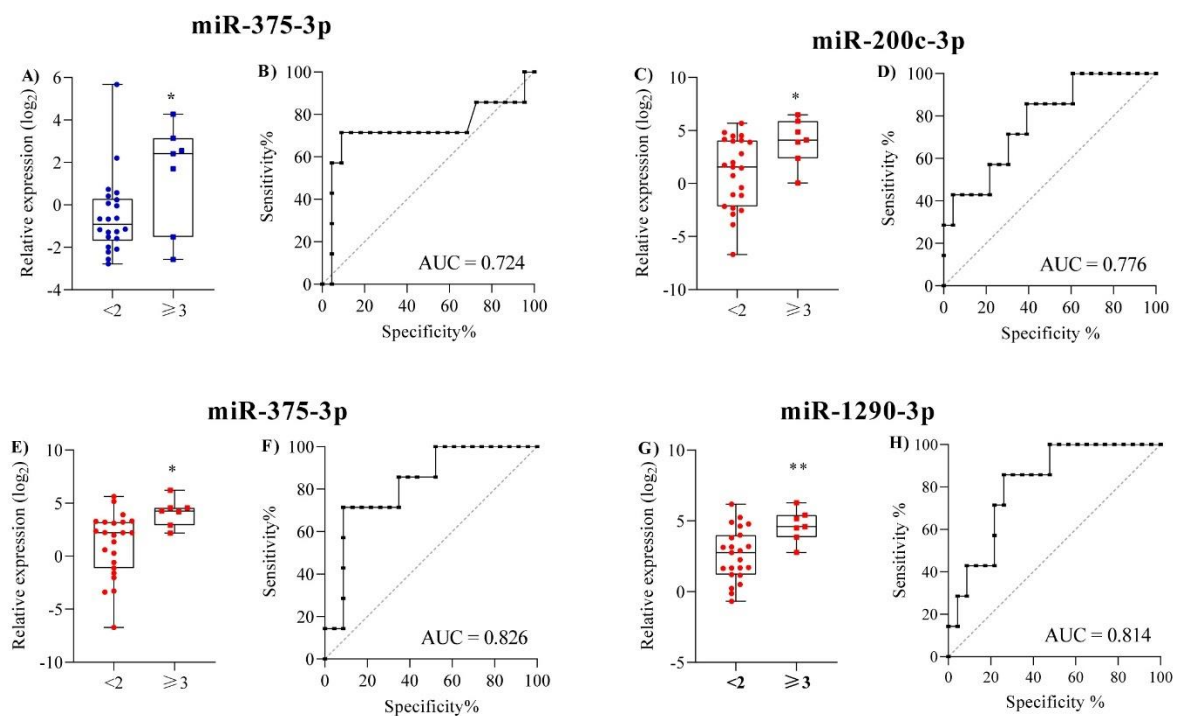 miR-375-3p
A)
Relative expression (log2)
6
4
2
0
-2
-4
*
<2
≥3
B)
Sensitivity%
100
80
60
40
20
0
AUC = 0.724
0 20 40 60 80 100
Specificity%
miR-200c-3p
C)
Relative expression (log2)
10
5
0
-5
-10
*
<2
≥3
D)
Sensitivity %
100
80
60
40
20
0
AUC = 0.776
0 20 40 60 80 100
Specificity %
miR-375-3p
E)
Relative expression (log2)
10
5
0
-5
-10
*
<2
≥3
F)
Sensitivity%
100
80
60
40
20
0
AUC = 0.826
0 20 40 60 80 100
Specificity%
miR-1290-3p
G)
Relative expression (log2)
10
5
0
-5
**
<2
≥3
H)
Sensitivity %
100
80
60
40
20
0
AUC = 0.814
0 20 40 60 80 100
Specificity %